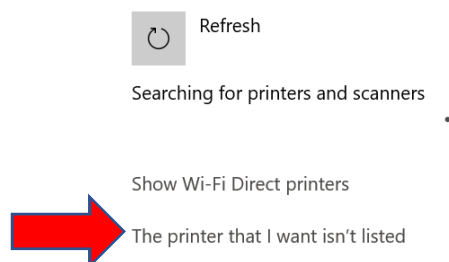 Refresh
Searching for printers and scanners
Show Wi-Fi Direct printers
The printer that I want isn't listed